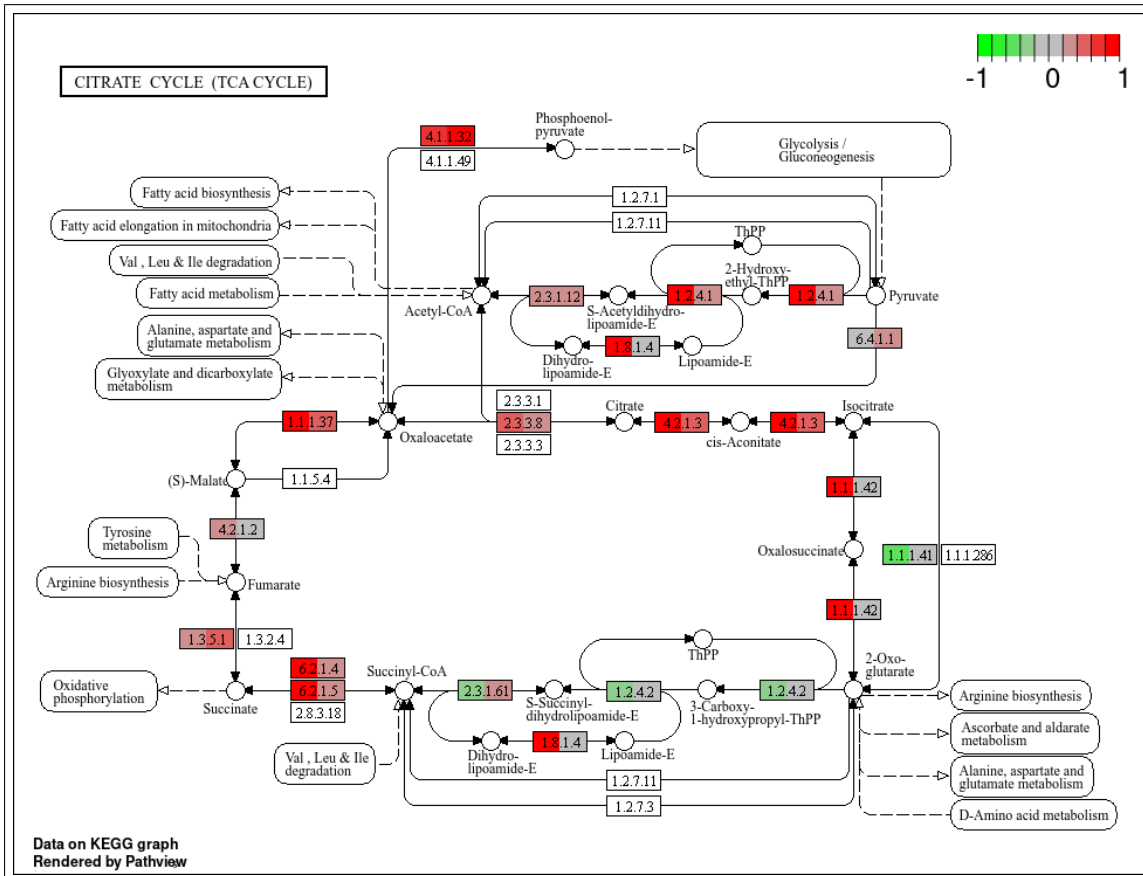 -1
0
1
CITRATE CYCLE (TCA CYCLE)
4.1.1.32
4.1.1.49
Phosphoenol-
pyruvate
Glycolysis /
Gluconeogenesis
Fatty acid biosynthesis
Fatty acid elongation in mitochondria
Val , Leu & Ile degradation
Fatty acid metabolism
Alanine, aspartate and
glutamate metabolism
Glyoxylate and dicarboxylate
metabolism
1.2.7.1
1.2.7.11
ThPP
2-Hydroxy-
ethyl-ThPP
Acetyl-CoA
2.3.1.12
S-Acetyldihydro-
lipoamide-E
1.2.4.1
1.2.4.1
Pyruvate
Dihydro-
lipoamide-E
1.8.1.4
Lipoamide-E
6.4.1.1
1.1.1.37
Oxaloacetate
2.3.3.1
2.3.3.8
2.3.3.3
Citrate
4.2.1.3
cis-Aconitate
4.2.1.3
Isocitrate
(S)-Malate
1.1.5.4
1.1.1.42
4.2.1.2
Tyrosine
metabolism
Oxalosuccinate
1.1.1.41
1.1.1.286
Arginine biosynthesis
Fumarate
1.1.1.42
1.3.5.1
1.3.2.4
ThPP
Oxidative
phosphorylation
Succinate
6.2.1.4
6.2.1.5
2.8.3.18
Succinyl-CoA
2.3.1.61
S-Succinyl-
dihydrolipoamide-E
1.2.4.2
3-Carboxy-
1-hydroxypropyl-ThPP
1.2.4.2
2-Oxo-
glutarate
Arginine biosynthesis
Ascorbate and aldarate
metabolism
Alanine, aspartate and
glutamate metabolism
D-Amino acid metabolism
Val , Leu & Ile
degradation
Dihydro-
lipoamide-E
1.8.1.4
Lipoamide-E
1.2.7.11
1.2.7.3
Data on KEGG graph
Rendered by Pathview